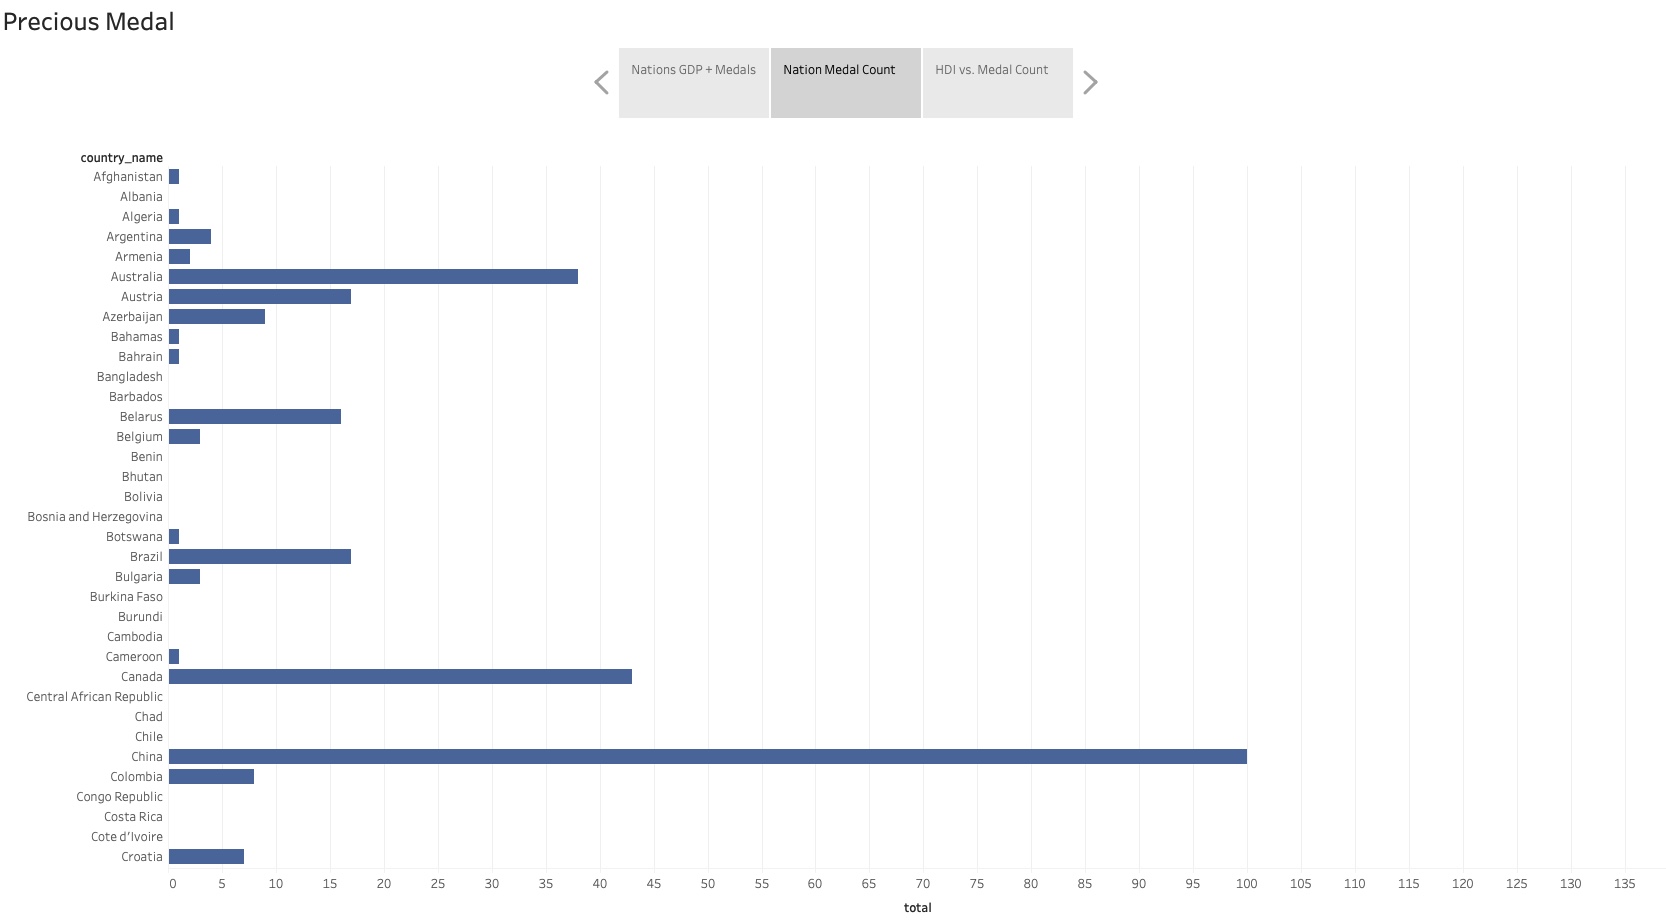 Precious Medal
Nations GDP + Medals
Nation Medal Count
HDI vs. Medal Count
country_name
Afghanistan
Albania
Algeria
Argentina
Armenia
Australia
Austria
Azerbaijan
Bahamas
Bahrain
Bangladesh
Barbados
Belarus
Belgium
Benin
Bhutan
Bolivia
Bosnia and Herzegovina
Botswana
Brazil
Bulgaria
Burkina Faso
Burundi
Cambodia
Cameroon
Canada
Central African Republic
Chad
Chile
China
Colombia
Congo Republic
Costa Rica
Cote d'Ivoire
Croatia
0 5 10 15 20 25 30 35 40 45 50 55 60 65 70 75 80 85 90 95 100 105 110 115 120 125 130 135
total